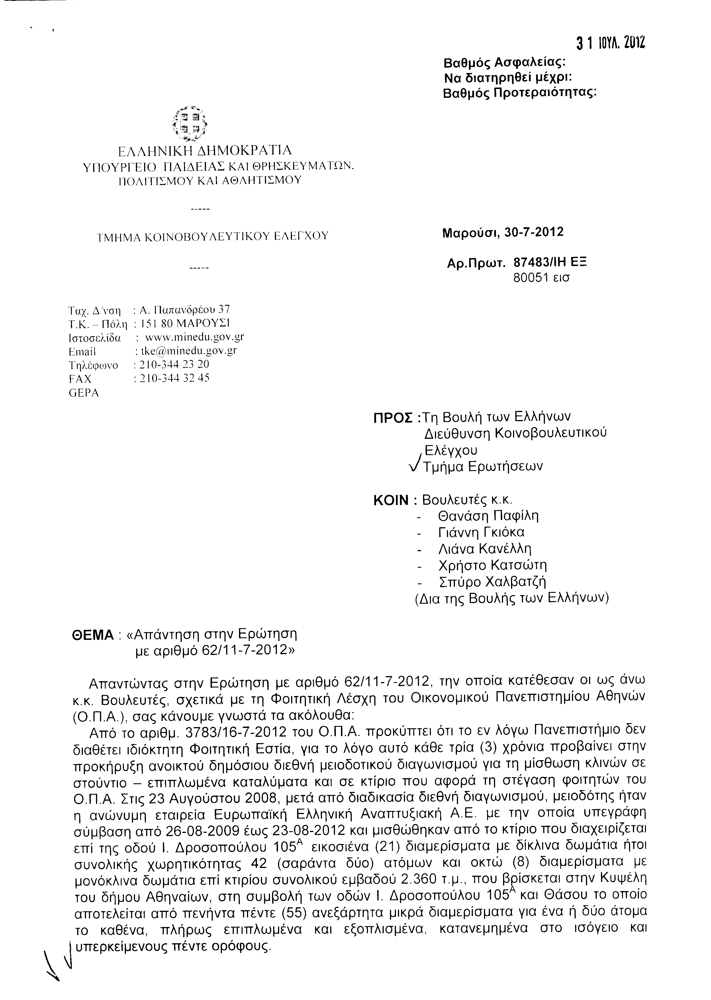 31 ΙΟΥΛ. 2012
Βαθμός Ασφαλείας:
Να διατηρηθεί μέχρι:
Βαθμός Προτεραιότητας:
ΕΛΛΗΝΙΚΗ ΔΗΜΟΚΡΑΤΙΑ
ΥΠΟΥΡΓΕΙΟ ΠΑΙΔΕΙΑΣ ΚΑΙ ΘΡΗΣΚΕΥΜΑΤΩΝ,
ΠΟΛΙΤΙΣΜΟΥ ΚΑΙ ΑΘΛΗΤΙΣΜΟΥ
-----
ΤΜΗΜΑ ΚΟΙΝΟΒΟΥΛΕΥΤΙΚΟΥ ΕΛΕΓΧΟΥ
-----
Μαρούσι, 30-7-2012
Αρ.Πρωτ. 87483/ΙΗ ΕΞ
80051 εισ
Ταχ. Δ/νση : Α. Παπανδρέου 37
Τ.Κ. – Πόλη : 151 80 ΜΑΡΟΥΣΙ
Ιστοσελίδα : www.minedu.gov.gr
Email : tke@minedu.gov.gr
Τηλέφωνο : 210-344 23 20
FAX : 210-344 32 45
GEPA
ΠΡΟΣ :Τη Βουλή των Ελλήνων
Διεύθυνση Κοινοβουλευτικού
Ελέγχου
Τμήμα Ερωτήσεων
ΚΟΙΝ : Βουλευτές κ.κ.
- Θανάση Παφίλη
- Γιάννη Γκιόκα
- Λιάνα Κανέλλη
- Χρήστο Κατσώτη
- Σπύρο Χαλβατζή
(Δια της Βουλής των Ελλήνων)
ΘΕΜΑ : «Απάντηση στην Ερώτηση
με αριθμό 62/11-7-2012»
Απαντώντας στην Ερώτηση με αριθμό 62/11-7-2012, την οποία κατέθεσαν οι ως άνω
κ.κ. Βουλευτές, σχετικά με τη Φοιτητική Λέσχη του Οικονομικού Πανεπιστημίου Αθηνών
(Ο.Π.Α.), σας κάνουμε γνωστά τα ακόλουθα:
Από το αριθμ. 3783/16-7-2012 του Ο.Π.Α. προκύπτει ότι το εν λόγω Πανεπιστήμιο δεν
διαθέτει ιδιόκτητη Φοιτητική Εστία, για το λόγο αυτό κάθε τρία (3) χρόνια προβαίνει στην
προκήρυξη ανοικτού δημόσιου διεθνή μειοδοτικού διαγωνισμού για τη μίσθωση κλινών σε
στούντιο – επιπλωμένα καταλύματα και σε κτίριο που αφορά τη στέγαση φοιτητών του
Ο.Π.Α. Στις 23 Αυγούστου 2008, μετά από διαδικασία διεθνή διαγωνισμού, μειοδότης ήταν
η ανώνυμη εταιρεία Ευρωπαϊκή Ελληνική Αναπτυξιακή Α.Ε. με την οποία υπεγράφη
σύμβαση από 26-08-2009 έως 23-08-2012 και μισθώθηκαν από το κτίριο που διαχειρίζεται
επί της οδού Ι. Δροσοπούλου 105Α εικοσιένα (21) διαμερίσματα με δίκλινα δωμάτια ήτοι
συνολικής χωρητικότητας 42 (σαράντα δύο) ατόμων και οκτώ (8) διαμερίσματα με
μονόκλινα δωμάτια επί κτιρίου συνολικού εμβαδού 2.360 τ.μ., που βρίσκεται στην Κυψέλη
του δήμου Αθηναίων, στη συμβολή των οδών Ι. Δροσοπούλου 105Α και Θάσου το οποίο
αποτελείται από πενήντα πέντε (55) ανεξάρτητα μικρά διαμερίσματα για ένα ή δύο άτομα
το καθένα, πλήρως επιπλωμένα και εξοπλισμένα, κατανεμημένα στο ισόγειο και
υπερκείμενους πέντε ορόφους.